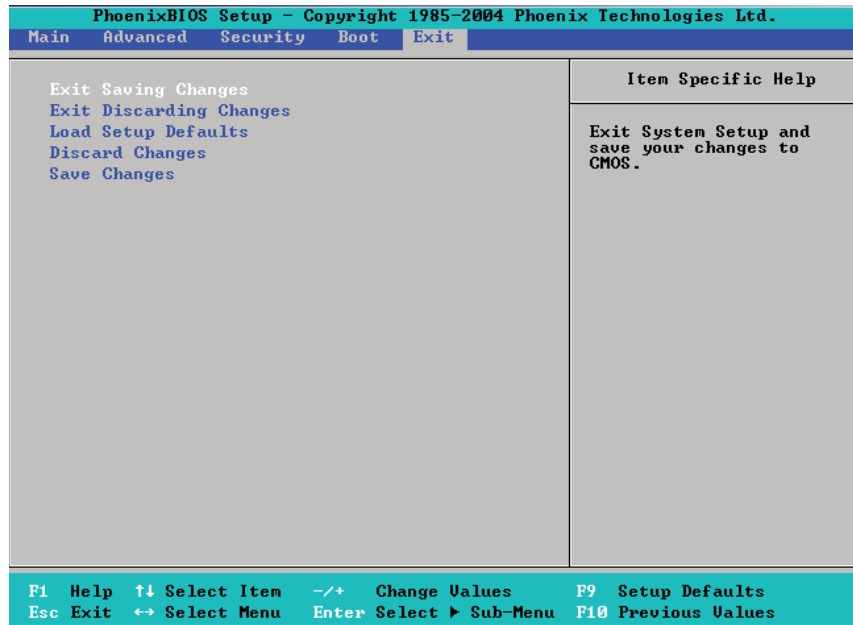 PhoenixBIOS Setup - Copyright 1985-2004 Phoenix Technologies Ltd.
Main Advanced Security Boot Exit
Exit Saving Changes
Exit Discarding Changes
Load Setup Defaults
Discard Changes
Save Changes
Item Specific Help
Exit System Setup and
save your changes to
CMOS.
F1 Help ↑↓ Select Item -/+ Change Values F9 Setup Defaults
Esc Exit ↔ Select Menu Enter Select ▶ Sub-Menu F10 Previous Values